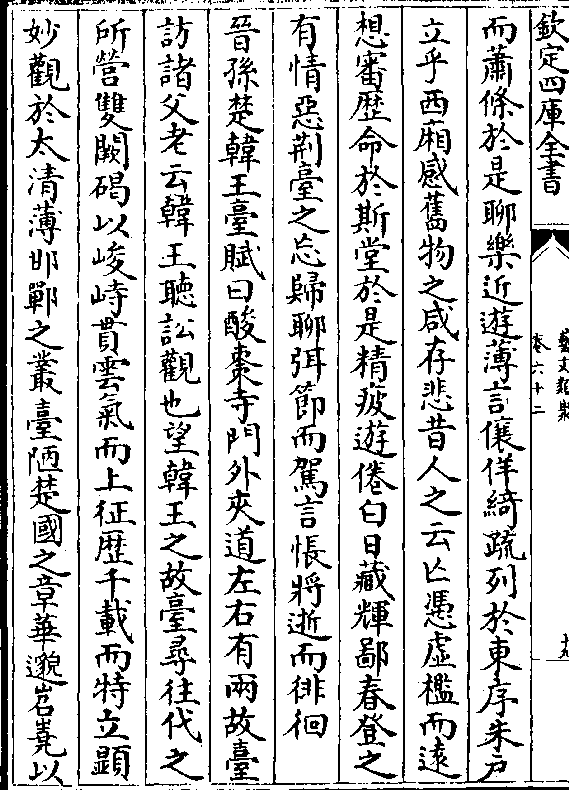 欽定四庫全書
藝文類聚
卷六十二
而蕭條於是聊樂近遊薄言儴佯綺疏列於東序朱戸
立乎西廂感舊物之咸存悲昔人之云亡憑虛檻而遠
想審歷命於斯堂於是精疲遊倦白日藏輝鄙春登之
有情惡荆臺之忘歸聊弭節而駕言悵將逝而徘徊
晉孫楚韓王臺賦曰酸棗寺門外夾道左右有兩故臺
訪諸父老云韓王聽訟觀也望韓王之故臺尋往代之
所營雙闕碣以峻峙貫雲氣而上征歴千載而特立顯
妙觀於太清薄邯鄲之叢臺陋楚國之章華邈岧嶤以